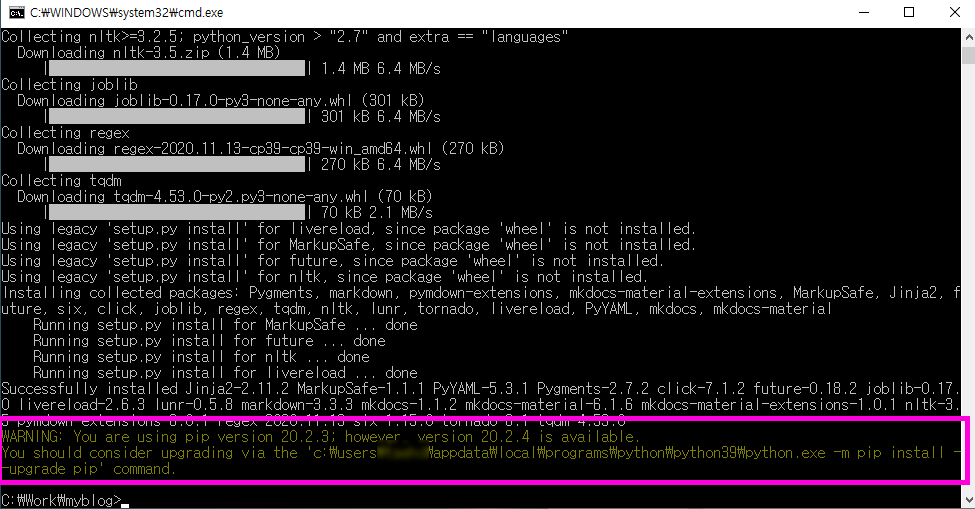 C:₩WINDOWS₩system32₩cmd.exe
Collecting nltk>=3.2.5; python_version > "2.7" and extra == "languages"
Downloading nltk-3.5.zip (1.4 MB)
| | 1.4 MB 6.4 MB/s
Collecting joblib
Downloading joblib-0.17.0-py3-none-any.whl (301 kB)
| | 301 kB 6.4 MB/s
Collecting regex
Downloading regex-2020.11.13-cp39-cp39-win_amd64.whl (270 kB)
| | 270 kB 6.4 MB/s
Collecting tqdm
Downloading tqdm-4.53.0-py2.py3-none-any.whl (70 kB)
| | 70 kB 2.1 MB/s
Using legacy 'setup.py install' for livereload, since package 'wheel' is not installed.
Using legacy 'setup.py install' for MarkupSafe, since package 'wheel' is not installed.
Using legacy 'setup.py install' for future, since package 'wheel' is not installed.
Using legacy 'setup.py install' for nltk, since package 'wheel' is not installed.
Installing collected packages: Pygments, markdown, pymdown-extensions, mkdocs-material-extensions, MarkupSafe, Jinja2, f
uture, six, click, joblib, regex, tqdm, nltk, lunr, tornado, livereload, PyYAML, mkdocs, mkdocs-material
Running setup.py install for MarkupSafe ... done
Running setup.py install for future ... done
Running setup.py install for nltk ... done
Running setup.py install for livereload ... done
Successfully installed Jinja2-2.11.2 MarkupSafe-1.1.1 PyYAML-5.3.1 Pygments-2.7.2 click-7.1.2 future-0.18.2 joblib-0.17.
0 livereload-2.6.3 lunr-0.5.8 markdown-3.3.3 mkdocs-1.1.2 mkdocs-material-6.1.6 mkdocs-material-extensions-1.0.1 nltk-3.
5 pymdown-extensions-8.0.1 regex-2020.11.13 six-1.15.0 tornado-6.1 tqdm-4.53.0
WARNING: You are using pip version 20.2.3; however, version 20.2.4 is available.
You should consider upgrading via the 'c:₩users₩ ₩appdata₩local₩programs₩python₩python39₩python.exe -m pip install -
-upgrade pip' command.
C:₩Work₩myblog>